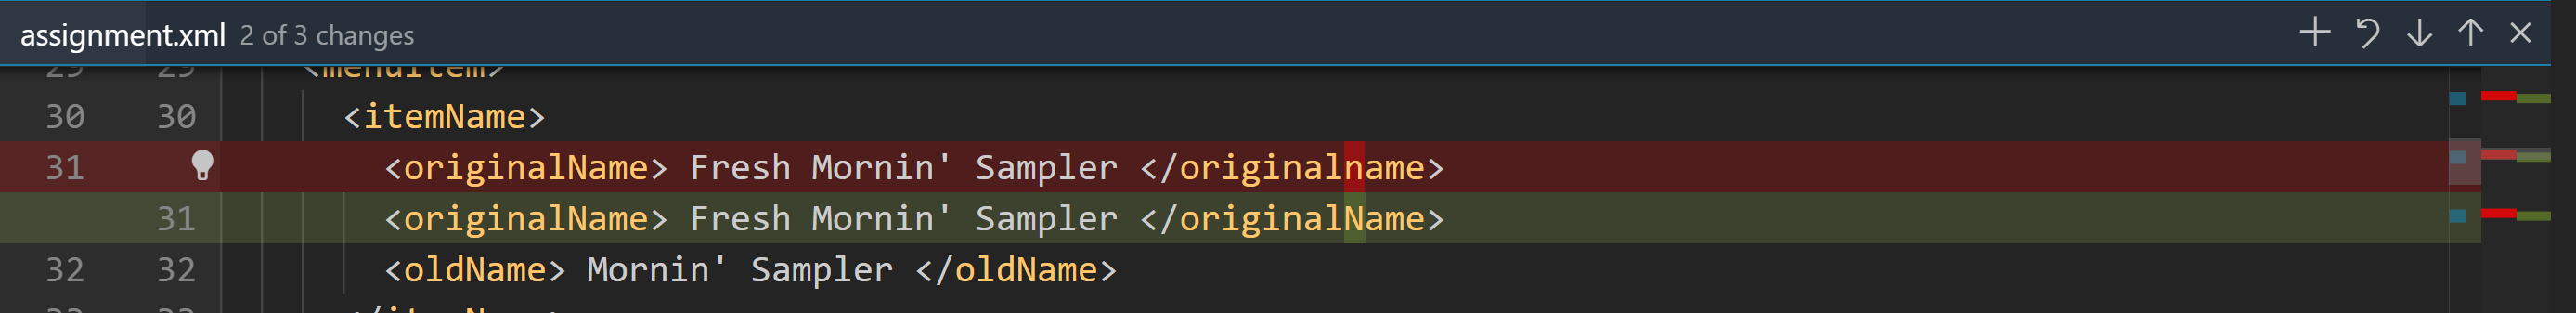 assignment.xml 2 of 3 changes
29 29 <menuItem>
30 30 <itemName>
31 <originalName> Fresh Mornin' Sampler </originalname>
31 <originalName> Fresh Mornin' Sampler </originalName>
32 32 <oldName> Mornin' Sampler </oldName>
33 33 </itemName>